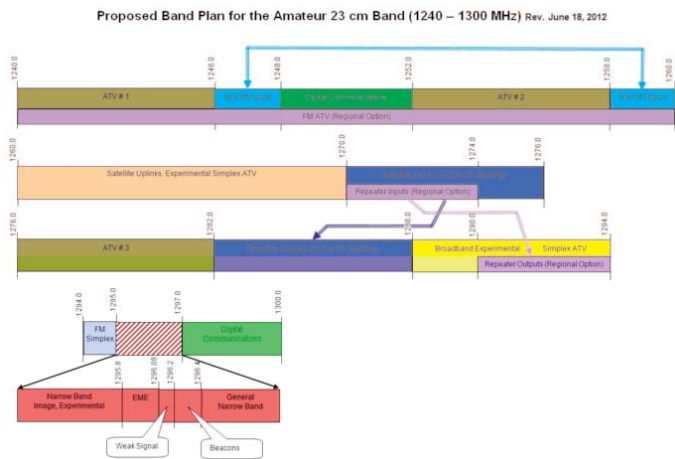 Proposed Band Plan for the Amateur 23 cm Band (1240 – 1300 MHz) Rev. June 18, 2012
1240.0
1246.0
1248.0
1252.0
1258.0
1260.0
ATV # 1
Digital Communications
ATV # 2
FM ATV (Regional Option)
1260.0
1270.0
1274.0
1276.0
Satellite Uplinks, Experimental Simplex ATV
Repeater Inputs (Regional Option)
1276.0
1282.0
1288.0
1290.0
1294.0
ATV # 3
Broadband Experimental
Simplex ATV
Repeater Outputs (Regional Option)
1294.0
1295.0
1297.0
1300.0
FM
Simplex
Digital
Communications
1295.8
1296.08
1296.2
1296.4
Narrow Band
Image, Experimental
EME
General
Narrow Band
Weak Signal
Beacons